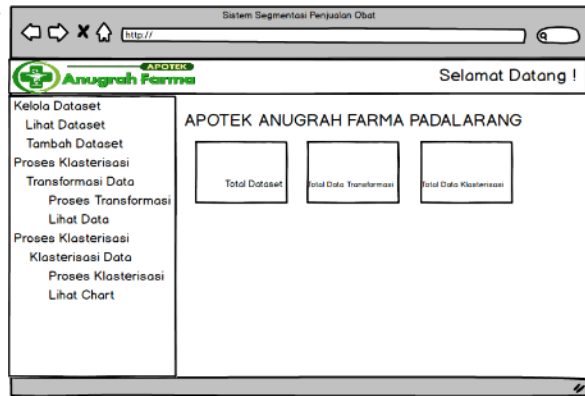 Sistem Segmentasi Penjualan Obat
http://
APOTEK
Anugrah Farma
Selamat Datang !
Kelola Dataset
Lihat Dataset
Tambah Dataset
Proses Klasterisasi
Transformasi Data
Proses Transformasi
Lihat Data
Proses Klasterisasi
Klasterisasi Data
Proses Klasterisasi
Lihat Chart
APOTEK ANUGRAH FARMA PADALARANG
Total Dataset
Total Data Transformasi
Total Data Klasterisasi